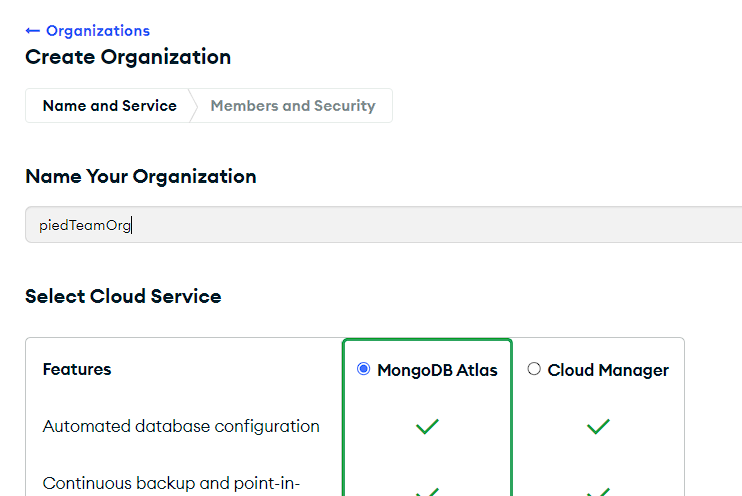 ← Organizations
Create Organization
Name and Service
Members and Security
Name Your Organization
piedTeamOrg
Select Cloud Service
Features
MongoDB Atlas
Cloud Manager
Automated database configuration
Continuous backup and point-in-